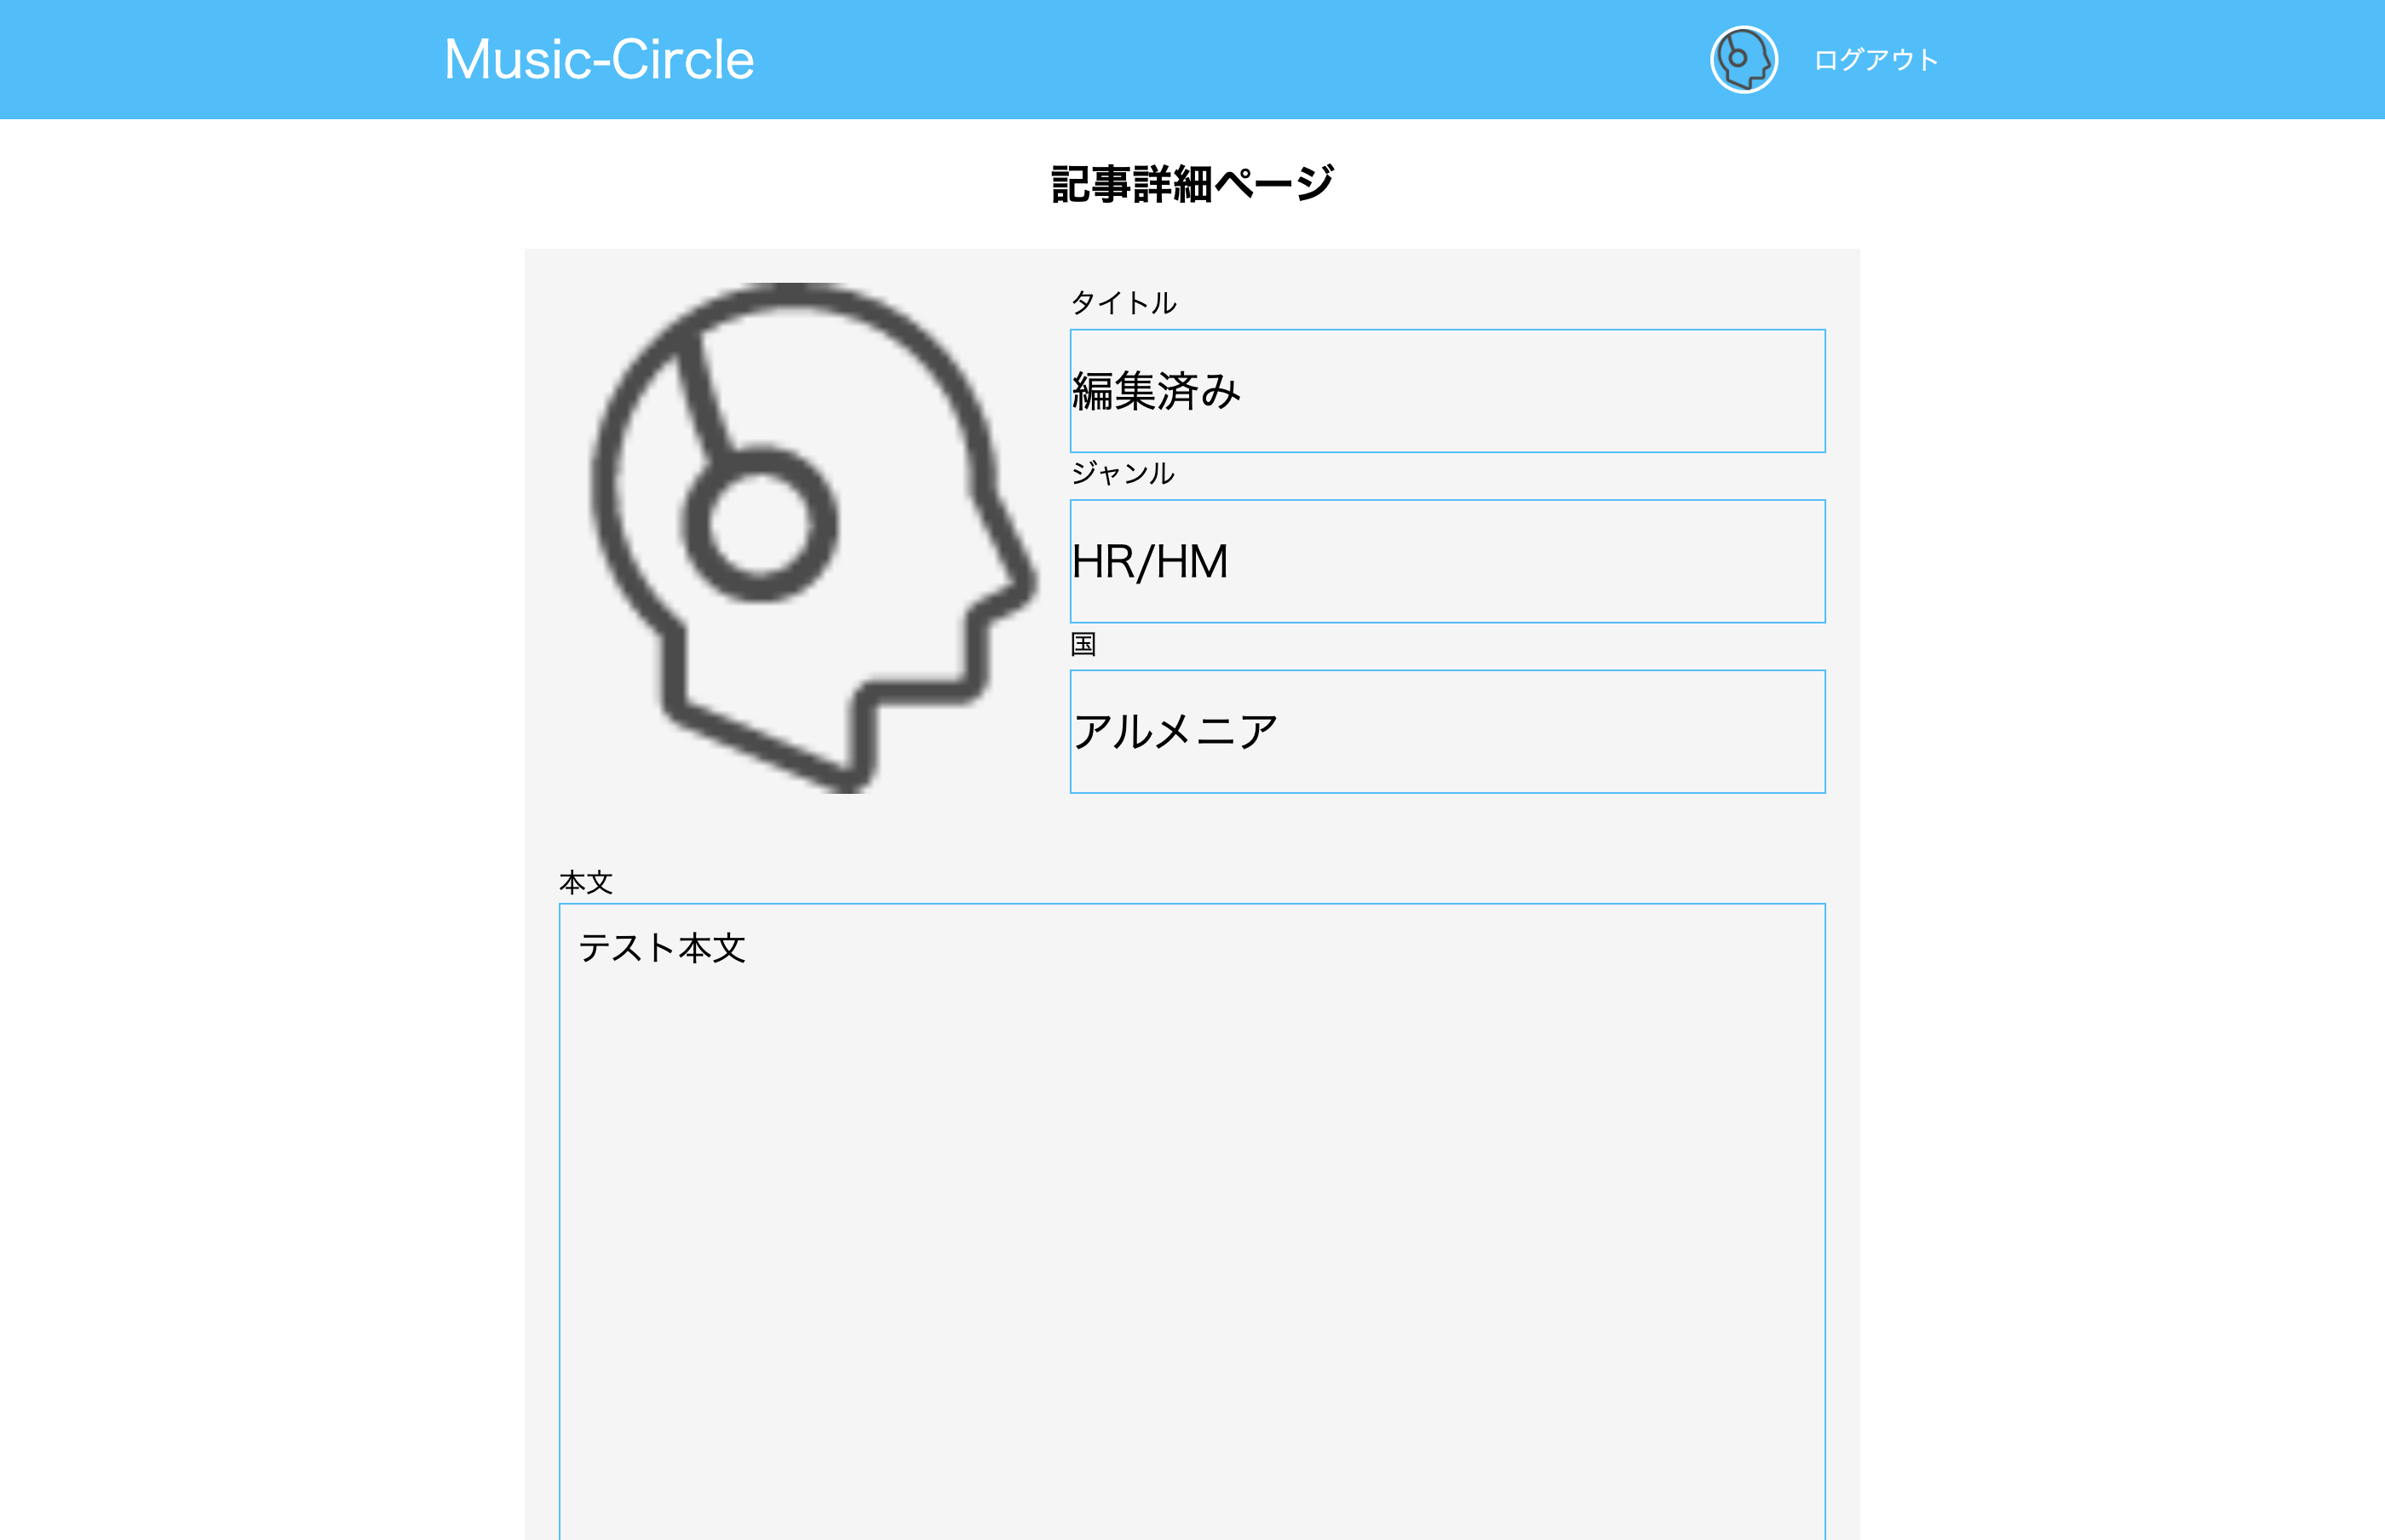 Music-Circle
ログアウト
記事詳細ページ
タイトル
編集済み
ジャンル
HR/HM
国
アルメニア
本文
テスト本文